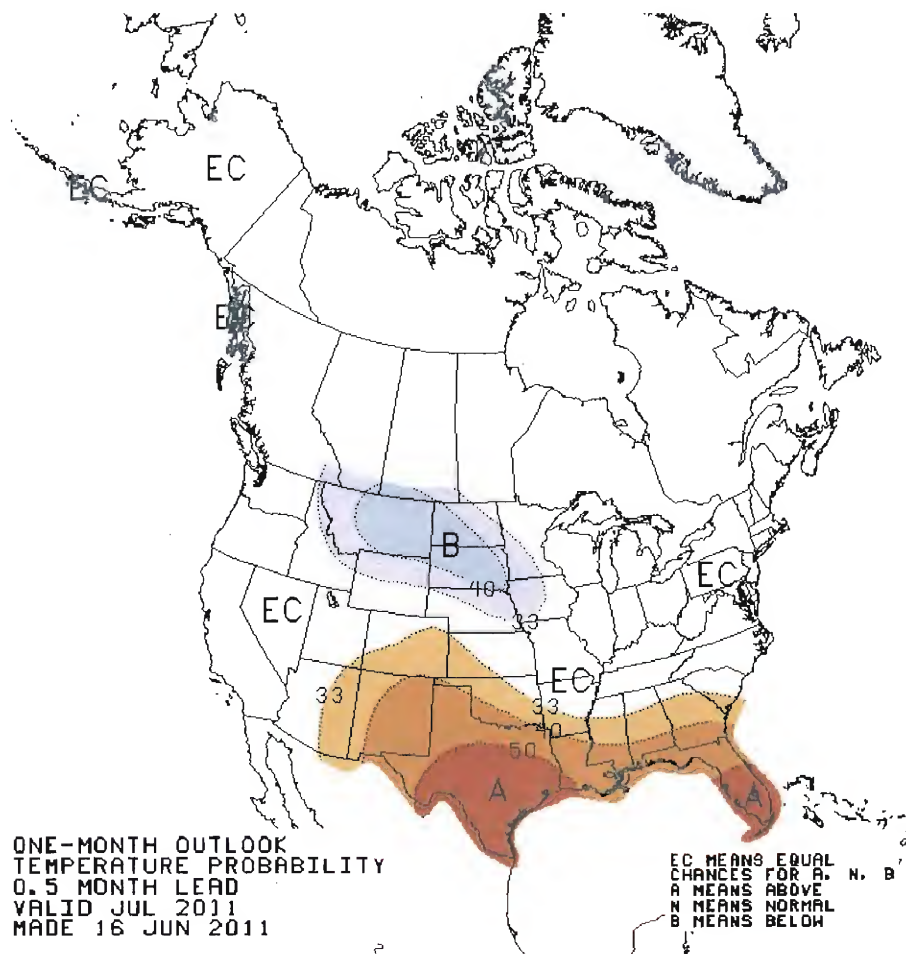 EC
EC
EC
B
40
33
EC
EC
EC
33
33
40
50
A
A
ONE-MONTH OUTLOOK
TEMPERATURE PROBABILITY
0.5 MONTH LEAD
VALID JUL 2011
MADE 16 JUN 2011
EC MEANS EQUAL
CHANCES FOR A, N, B
A MEANS ABOVE
N MEANS NORMAL
B MEANS BELOW